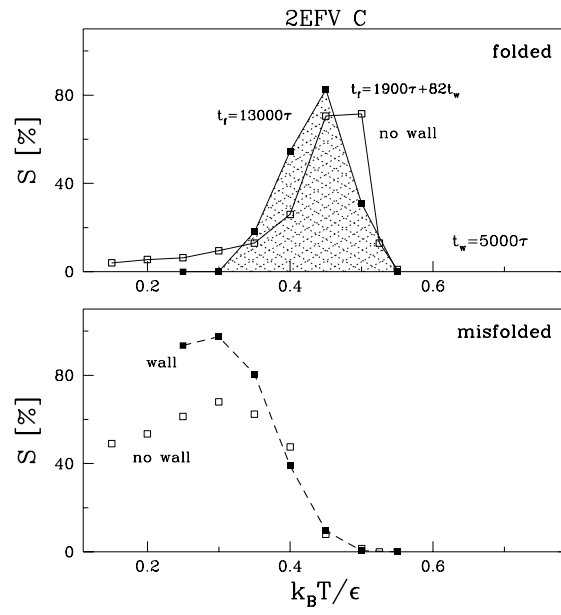 2EFV C
folded
t_f=1900τ+82t_w
t_f=13000τ
no wall
t_w=5000τ
S [%]
80
40
0
0.2
0.4
0.6
misfolded
wall
no wall
S [%]
80
40
0
0.2
0.4
0.6
k_BT/ϵ